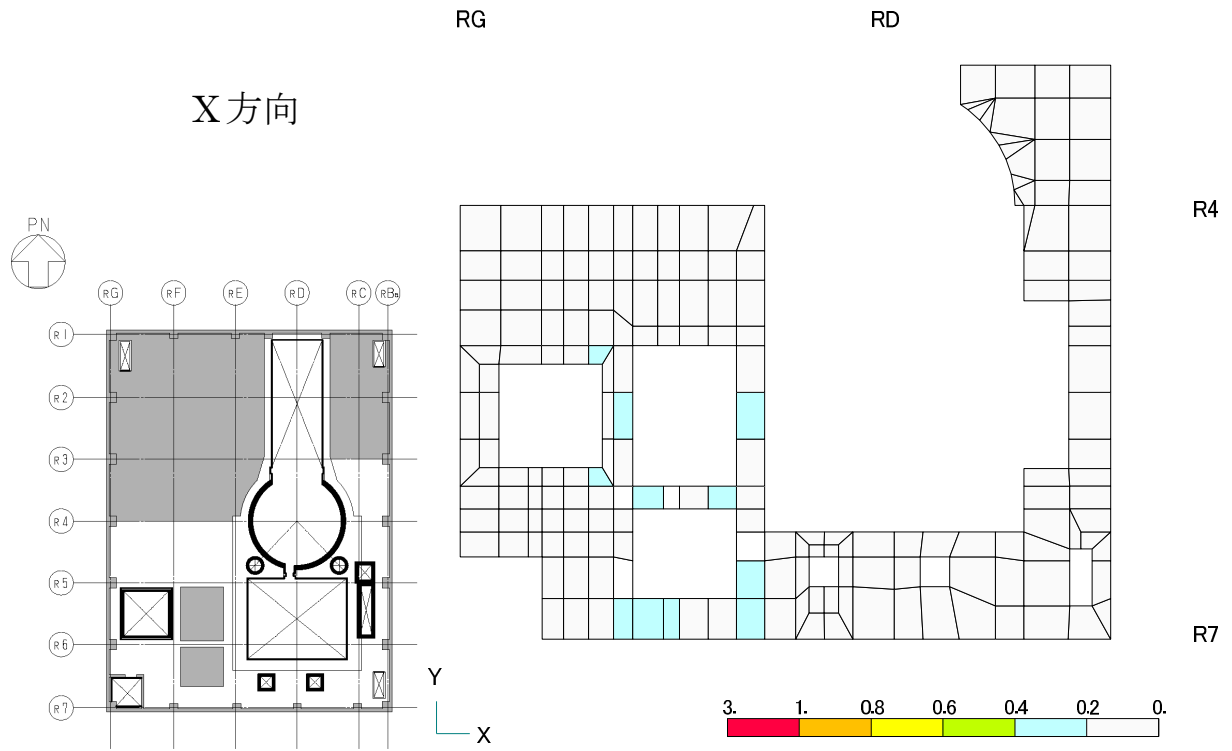 RG RD
X方向
R4
PN
RG RF RE RD RC RBa
R1
R2
R3
R4
R5
R6
R7
R7
Y
X
3. 1. 0.8 0.6 0.4 0.2 0.